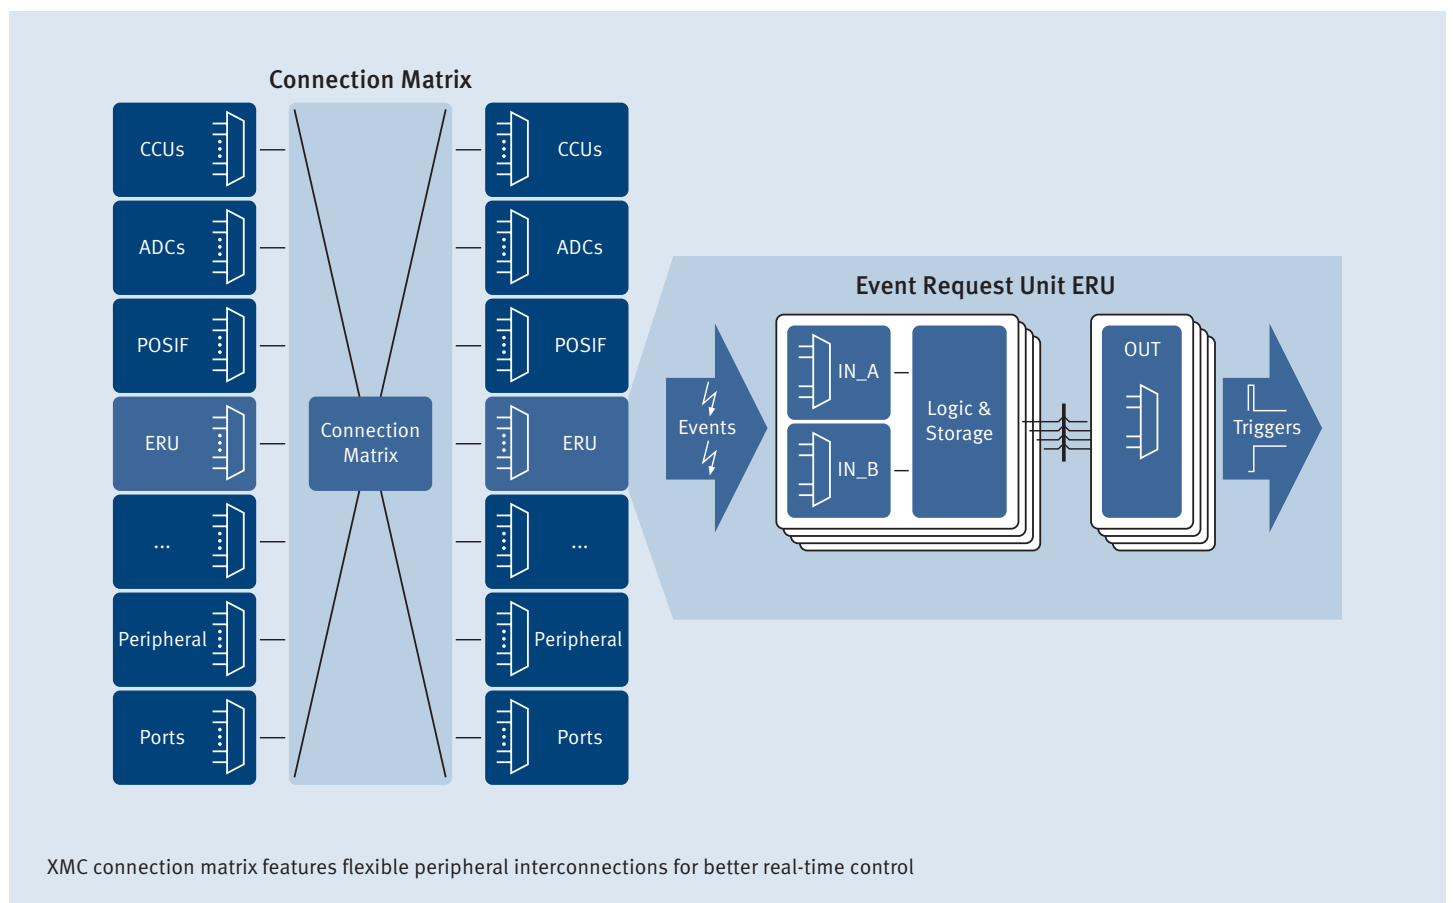 Connection Matrix
CCUs
ADCs
POSIF
ERU
...
Peripheral
Ports
Connection
Matrix
CCUs
ADCs
POSIF
ERU
...
Peripheral
Ports
Event Request Unit ERU
Events
IN_A
IN_B
Logic &
Storage
OUT
Triggers
XMC connection matrix features flexible peripheral interconnections for better real-time control